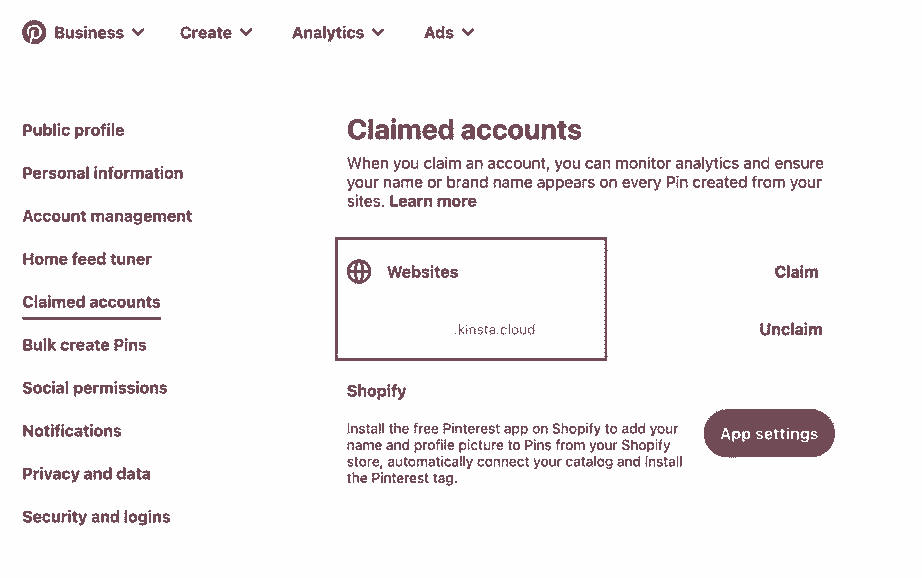 Business Create Analytics Ads
Public profile
Personal information
Account management
Home feed tuner
Claimed accounts
Bulk create Pins
Social permissions
Notifications
Privacy and data
Security and logins
Claimed accounts
When you claim an account, you can monitor analytics and ensure
your name or brand name appears on every Pin created from your
sites. Learn more
Websites Claim
.kinsta.cloud Unclaim
Shopify
Install the free Pinterest app on Shopify to add your
name and profile picture to Pins from your Shopify
store, automatically connect your catalog and install
the Pinterest tag.
App settings